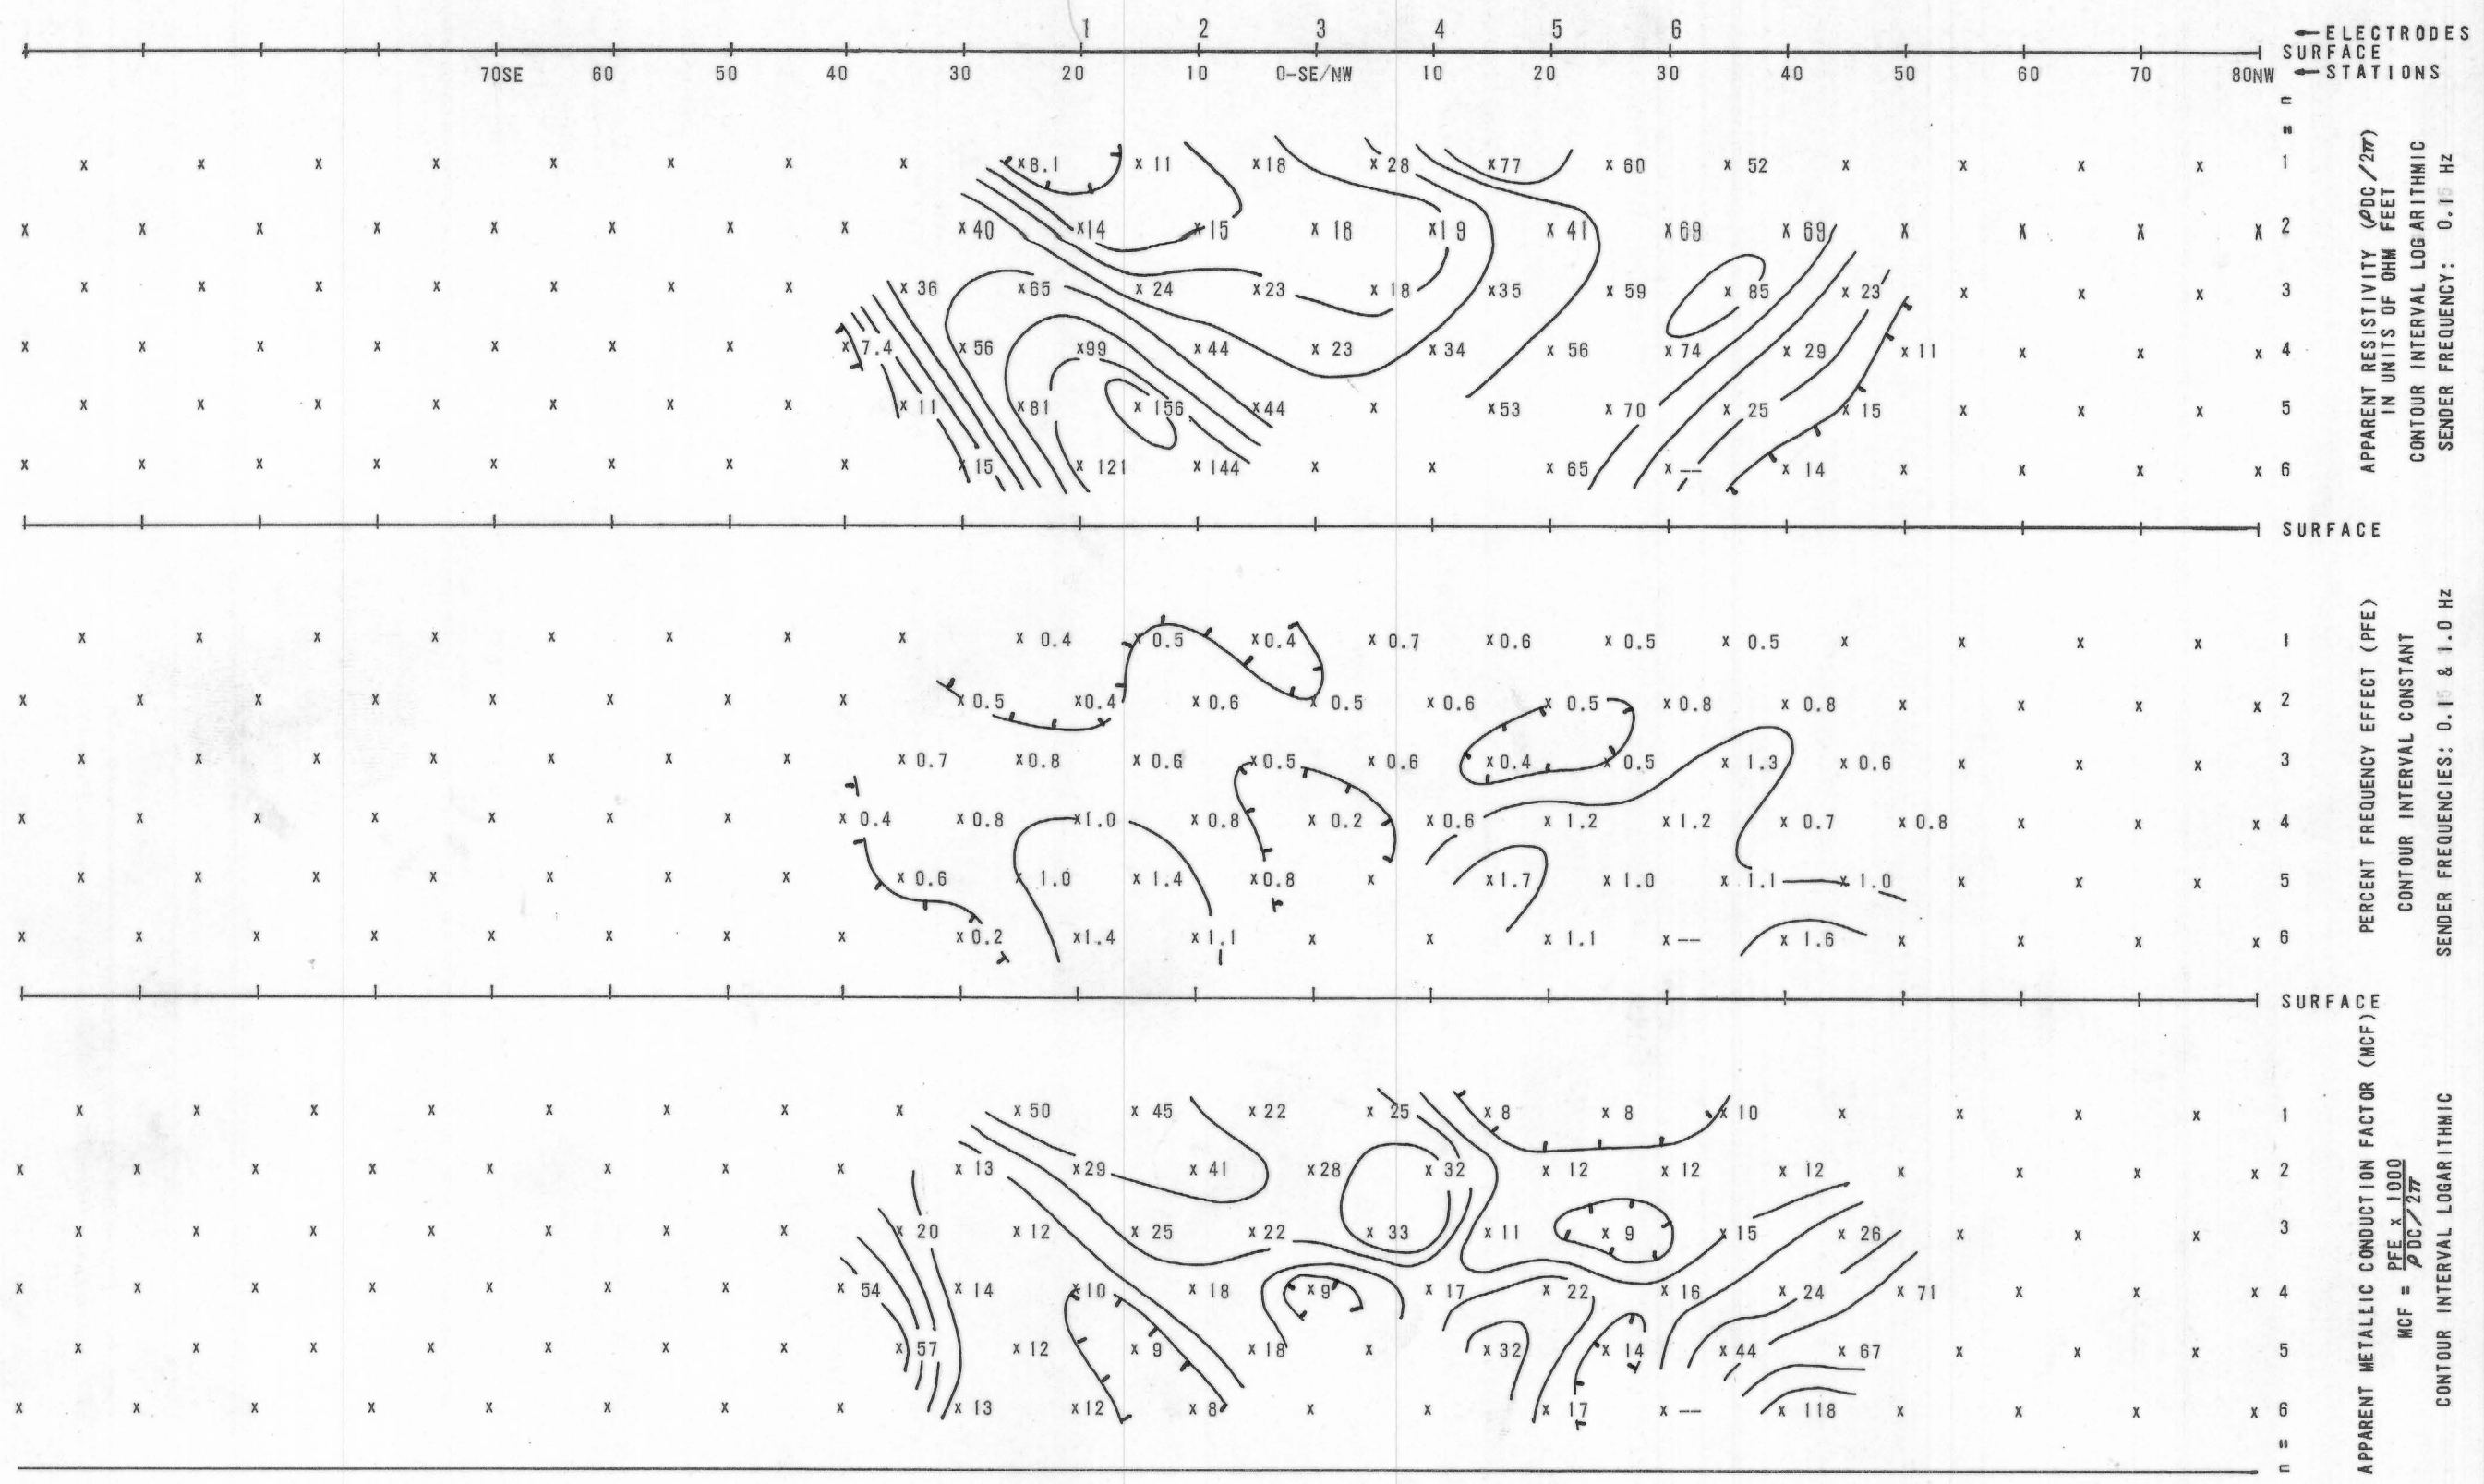 1 2 3 4 5 6 ←ELECTRODES
SURFACE
70SE 60 50 40 30 20 10 0-SE/NW 10 20 30 40 50 60 70 80NW ←STATIONS
n
=
x x x x x x x x x8.1 x 11 x18 x 28 x77 x 60 x 52 x x x x 1
x x x x x x x x x40 x14 x15 x 18 x19 x 41 x69 x 69 x x x x 2
x x x x x x x x 36 x65 x 24 x23 x 18 x35 x 59 x 85 x 23 x x x 3
x x x x x x x x 7.4 x56 x99 x 44 x 23 x 34 x 56 x 74 x 29 x 11 x x x 4
x x x x x x x x 11 x81 x 156 x44 x x53 x 70 x 25 x 15 x x x 5
x x x x x x x x x15 x 121 x144 x x x 65 x -- x 14 x x x x 6
APPARENT RESISTIVITY (ρDC/2π)
IN UNITS OF OHM FEET
CONTOUR INTERVAL LOGARITHMIC
SENDER FREQUENCY: 0.1 Hz
SURFACE
x x x x x x x x x 0.4 x 0.5 x0.4 x 0.7 x0.6 x 0.5 x 0.5 x x x x 1
x x x x x x x x x0.5 x0.4 x 0.6 x 0.5 x 0.6 x 0.5 x0.8 x 0.8 x x x x 2
x x x x x x x x 0.7 x0.8 x 0.6 x0.5 x 0.6 x0.4 x 0.5 x 1.3 x 0.6 x x x 3
x x x x x x x x 0.4 x 0.8 x1.0 x 0.8 x 0.2 x 0.6 x 1.2 x 1.2 x 0.7 x 0.8 x x x 4
x x x x x x x x 0.6 x 1.0 x 1.4 x0.8 x x1.7 x 1.0 x 1.1 x 1.0 x x x 5
x x x x x x x x x0.2 x1.4 x 1.1 x x x 1.1 x -- x 1.6 x x x x 6
PERCENT FREQUENCY EFFECT (PFE)
CONTOUR INTERVAL CONSTANT
SENDER FREQUENCIES: 0.1 & 1.0 Hz
SURFACE
x x x x x x x x x 50 x 45 x 22 x 25 x 8 x 8 x 10 x x x x 1
x x x x x x x x x 13 x29 x 41 x28 x 32 x 12 x 12 x 12 x x x x 2
x x x x x x x x 20 x 12 x 25 x22 x 33 x 11 x 9 x15 x 26 x x x 3
x x x x x x x x 54 x 14 x10 x 18 x9 x 17 x 22 x 16 x 24 x 71 x x x 4
x x x x x x x x 57 x 12 x 9 x 18 x x32 x 14 x 44 x 67 x x x 5
x x x x x x x x x 13 x12 x 8 x x x 17 x -- x 118 x x x x 6
=
n
APPARENT METALLIC CONDUCTION FACTOR (MCF)
MCF = PFE x 1000
ρDC/2π
CONTOUR INTERVAL LOGARITHMIC